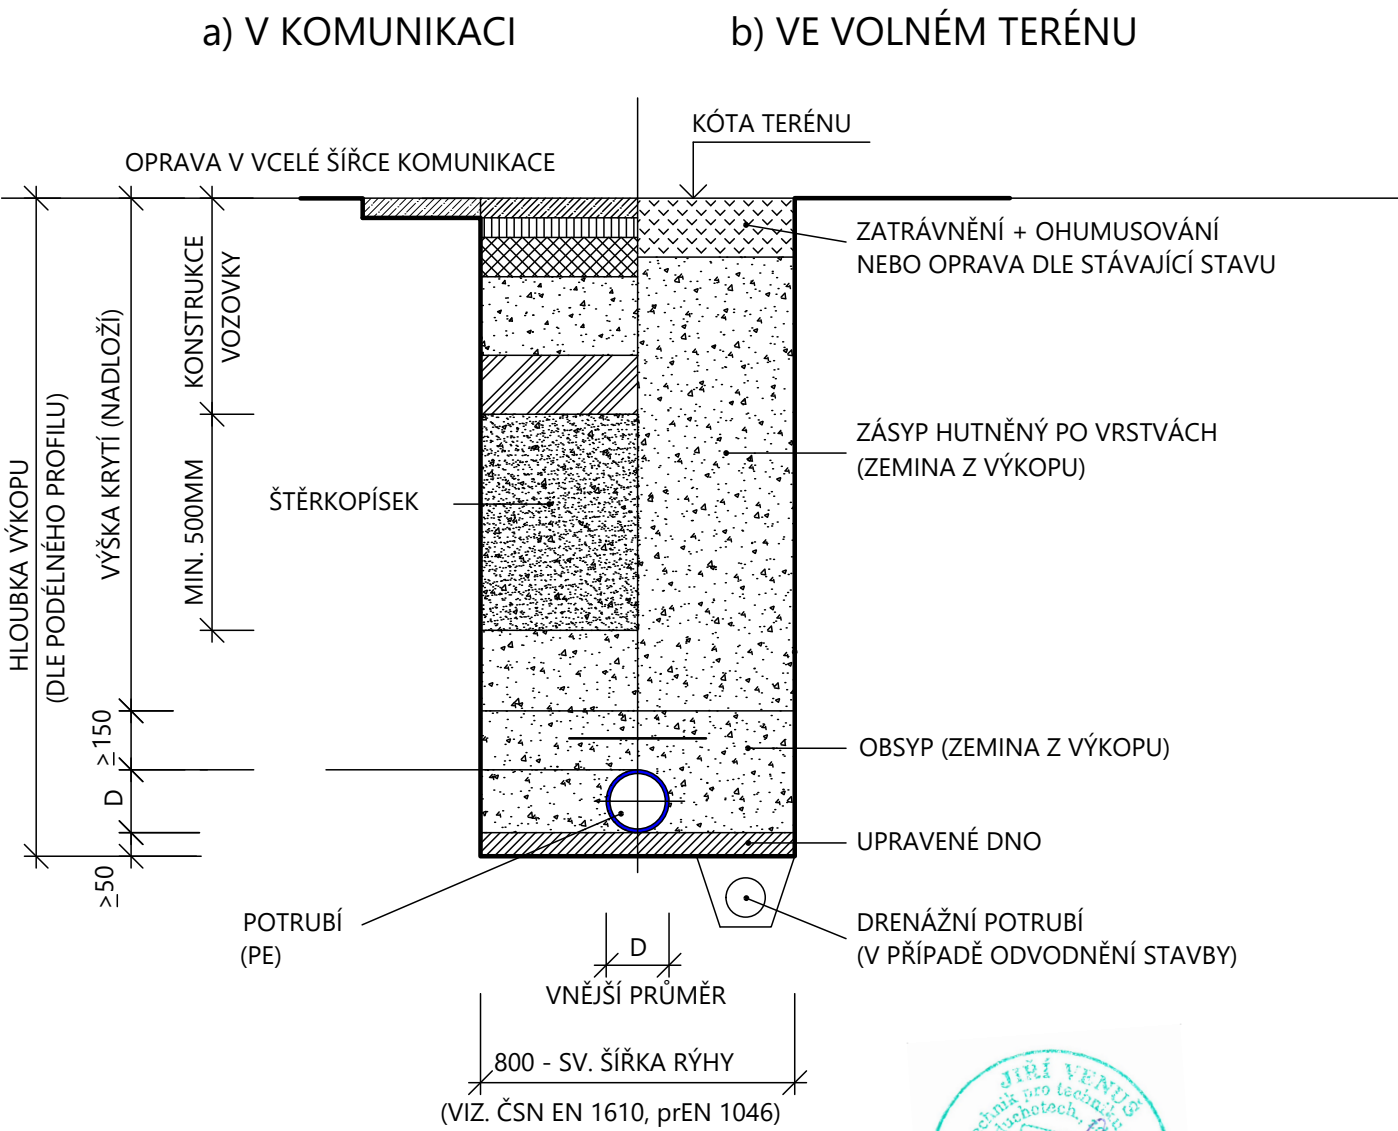 a) V KOMUNIKACI
b) VE VOLNÉM TERÉNU
KÓTA TERÉNU
OPRAVA V VCELÉ ŠÍŘCE KOMUNIKACE
ZATRÁVNĚNÍ + OHUMUSOVÁNÍ
NEBO OPRAVA DLE STÁVAJÍCÍ STAVU
KONSTRUKCE
VOZOVKY
VÝŠKA KRYTÍ (NADLOŽÍ)
HLOUBKA VÝKOPU
(DLE PODÉLNÉHO PROFILU)
MIN. 500MM
ZÁSYP HUTNĚNÝ PO VRSTVÁCH
(ZEMINA Z VÝKOPU)
ŠTĚRKOPÍSEK
≥150
D
≥50
OBSYP (ZEMINA Z VÝKOPU)
UPRAVENÉ DNO
POTRUBÍ
(PE)
DRENÁŽNÍ POTRUBÍ
(V PŘÍPADĚ ODVODNĚNÍ STAVBY)
D
VNĚJŠÍ PRŮMĚR
800 - SV. ŠÍŘKA RÝHY
(VIZ. ČSN EN 1610, prEN 1046)
JIŘÍ VENUŠ
pro techniku